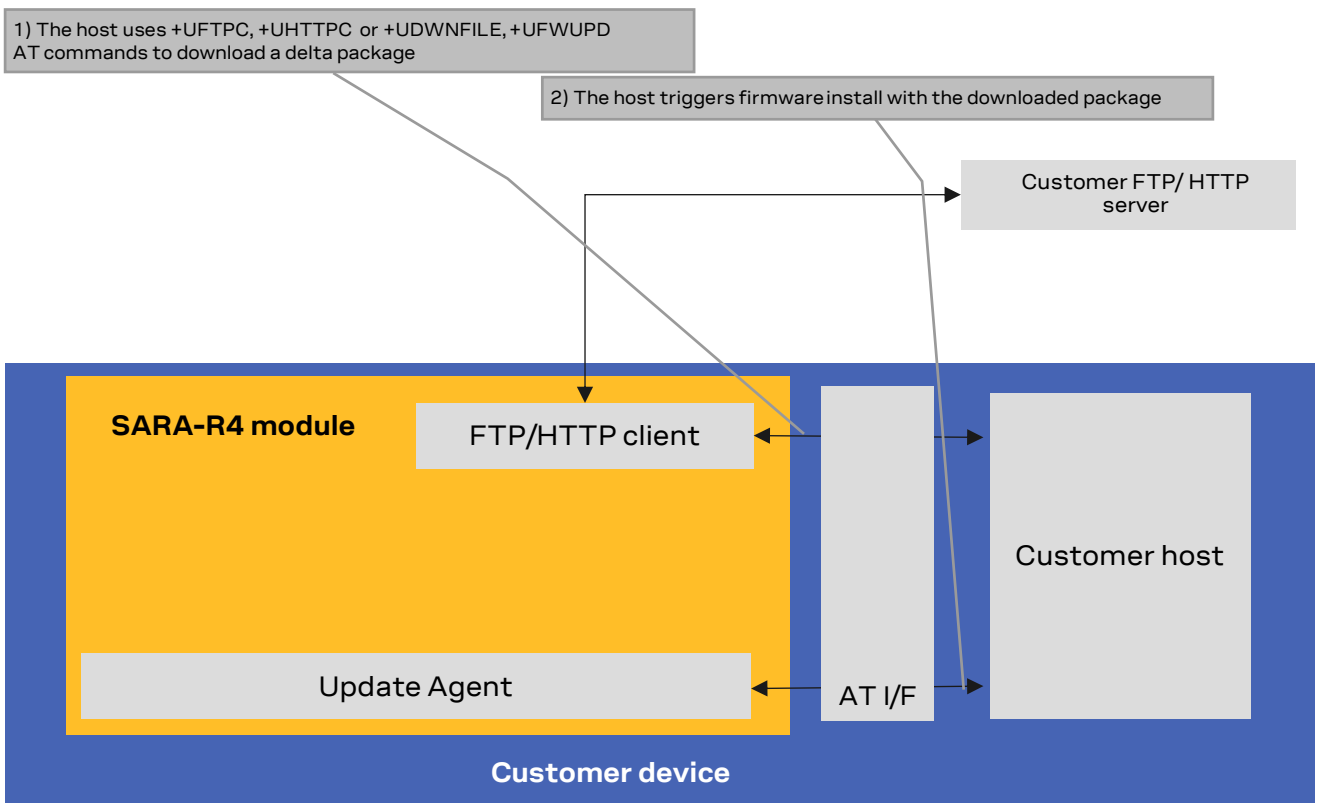 1) The host uses +UFTPC, +UHTTPC or +UDWNFILE, +UFWUPD
AT commands to download a delta package
2) The host triggers firmware install with the downloaded package
Customer FTP/ HTTP
server
SARA-R4 module
FTP/HTTP client
Customer host
Update Agent
AT I/F
Customer device